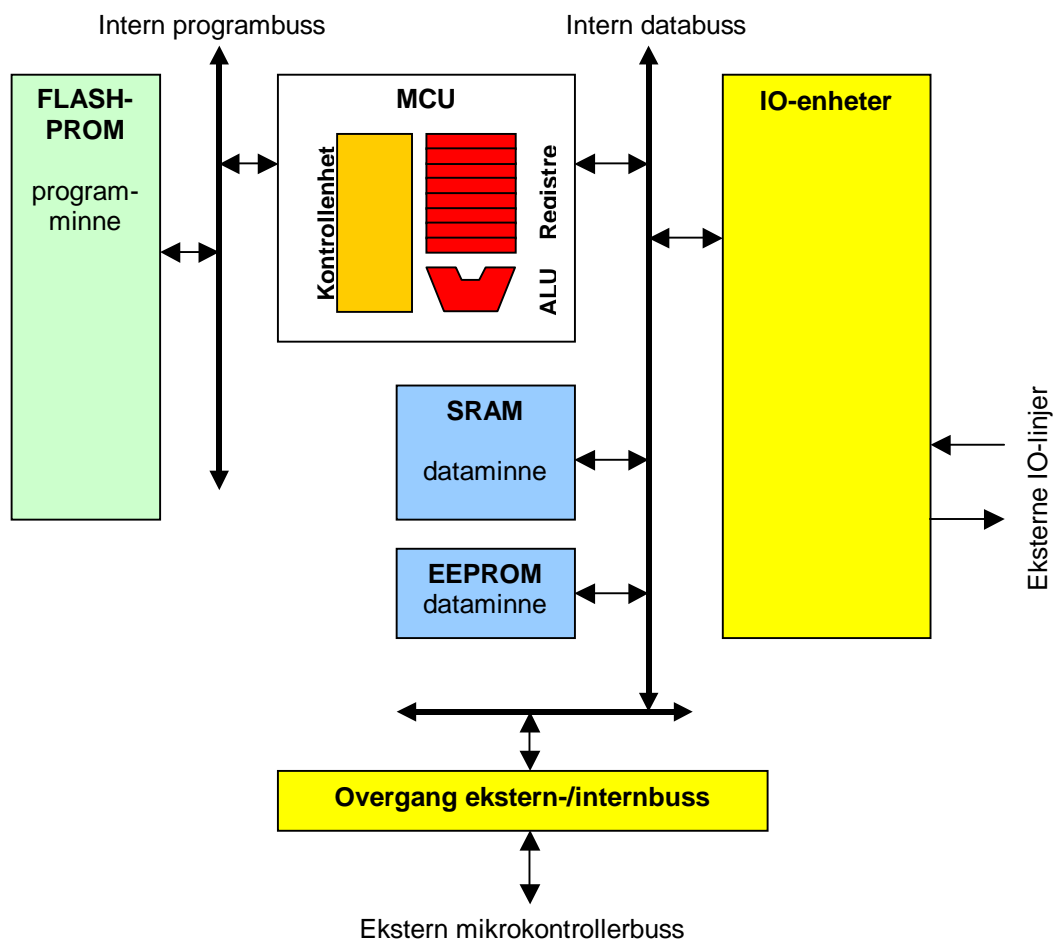 Intern programbuss
Intern databuss
FLASH-
PROM
program-
minne
MCU
Kontrollenhet
Registre
ALU
IO-enheter
SRAM
dataminne
EEPROM
dataminne
Eksterne IO-linjer
Overgang ekstern-/internbuss
Ekstern mikrokontrollerbuss